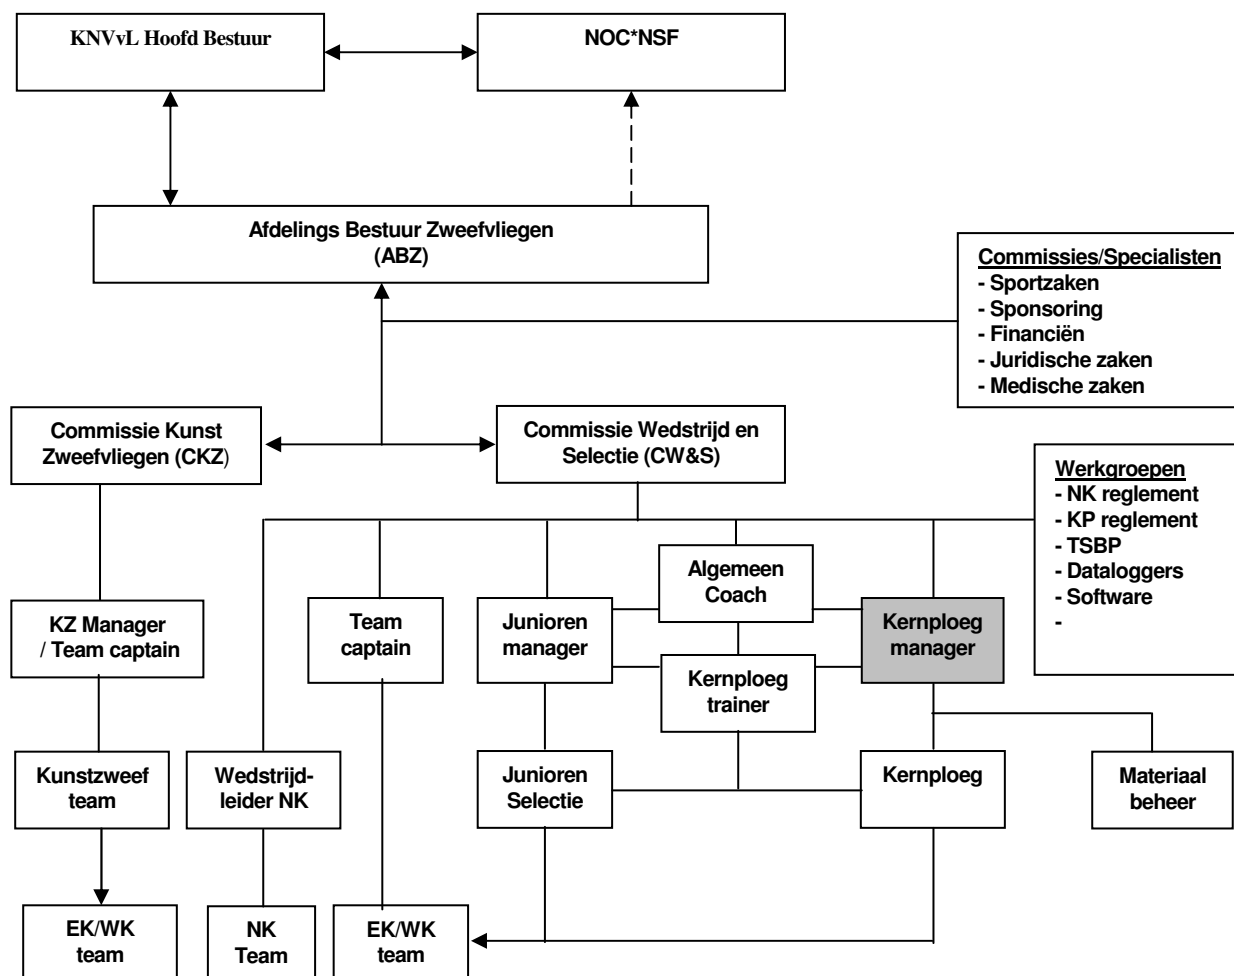 KNVvL Hoofd Bestuur
NOC*NSF
Afdelings Bestuur Zweefvliegen
(ABZ)
Commissies/Specialisten
- Sportzaken
- Sponsoring
- Financiën
- Juridische zaken
- Medische zaken
Commissie Kunst
Zweefvliegen (CKZ)
Commissie Wedstrijd en
Selectie (CW&S)
Werkgroepen
- NK reglement
- KP reglement
- TSBP
- Dataloggers
- Software
-
Algemeen
Coach
KZ Manager
/ Team captain
Team
captain
Junioren
manager
Kernploeg
manager
Kernploeg
trainer
Kunstzweef
team
Wedstrijd-
leider NK
Junioren
Selectie
Kernploeg
Materiaal
beheer
EK/WK
team
NK
Team
EK/WK
team